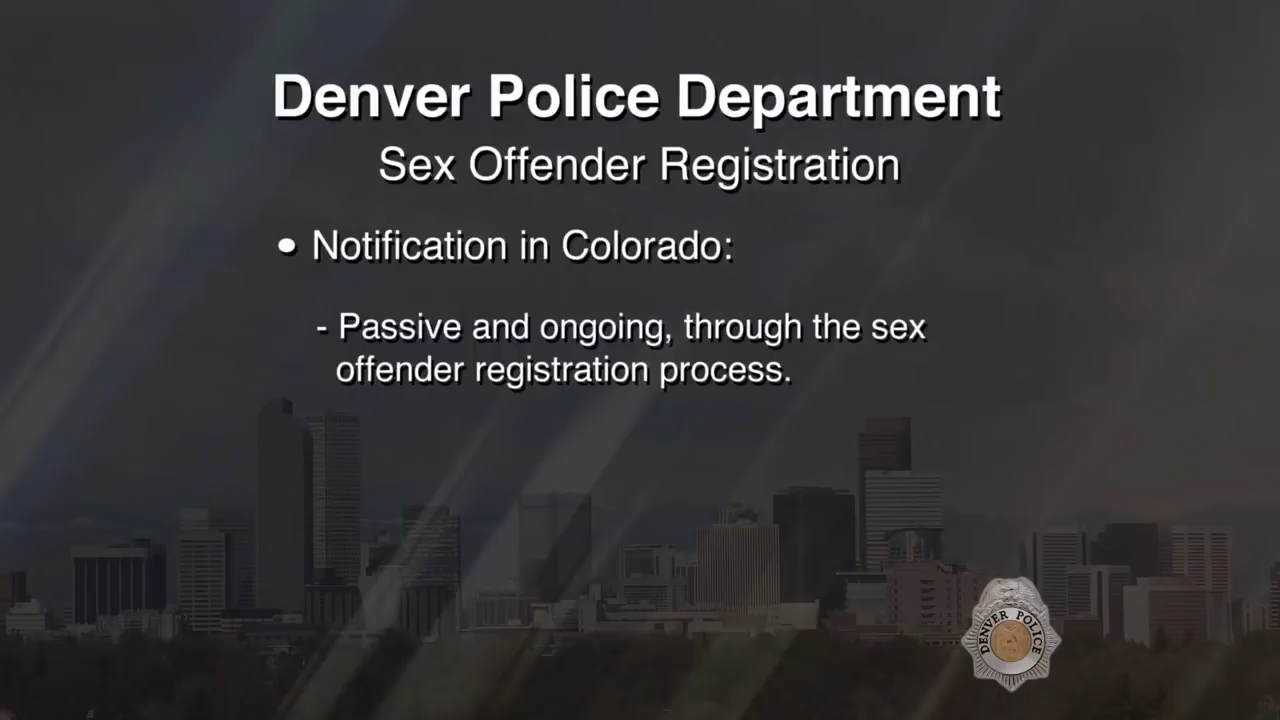 Denver Police Department
Sex Offender Registration
• Notification in Colorado:
- Passive and ongoing, through the sex
offender registration process.
DENVER POLICE